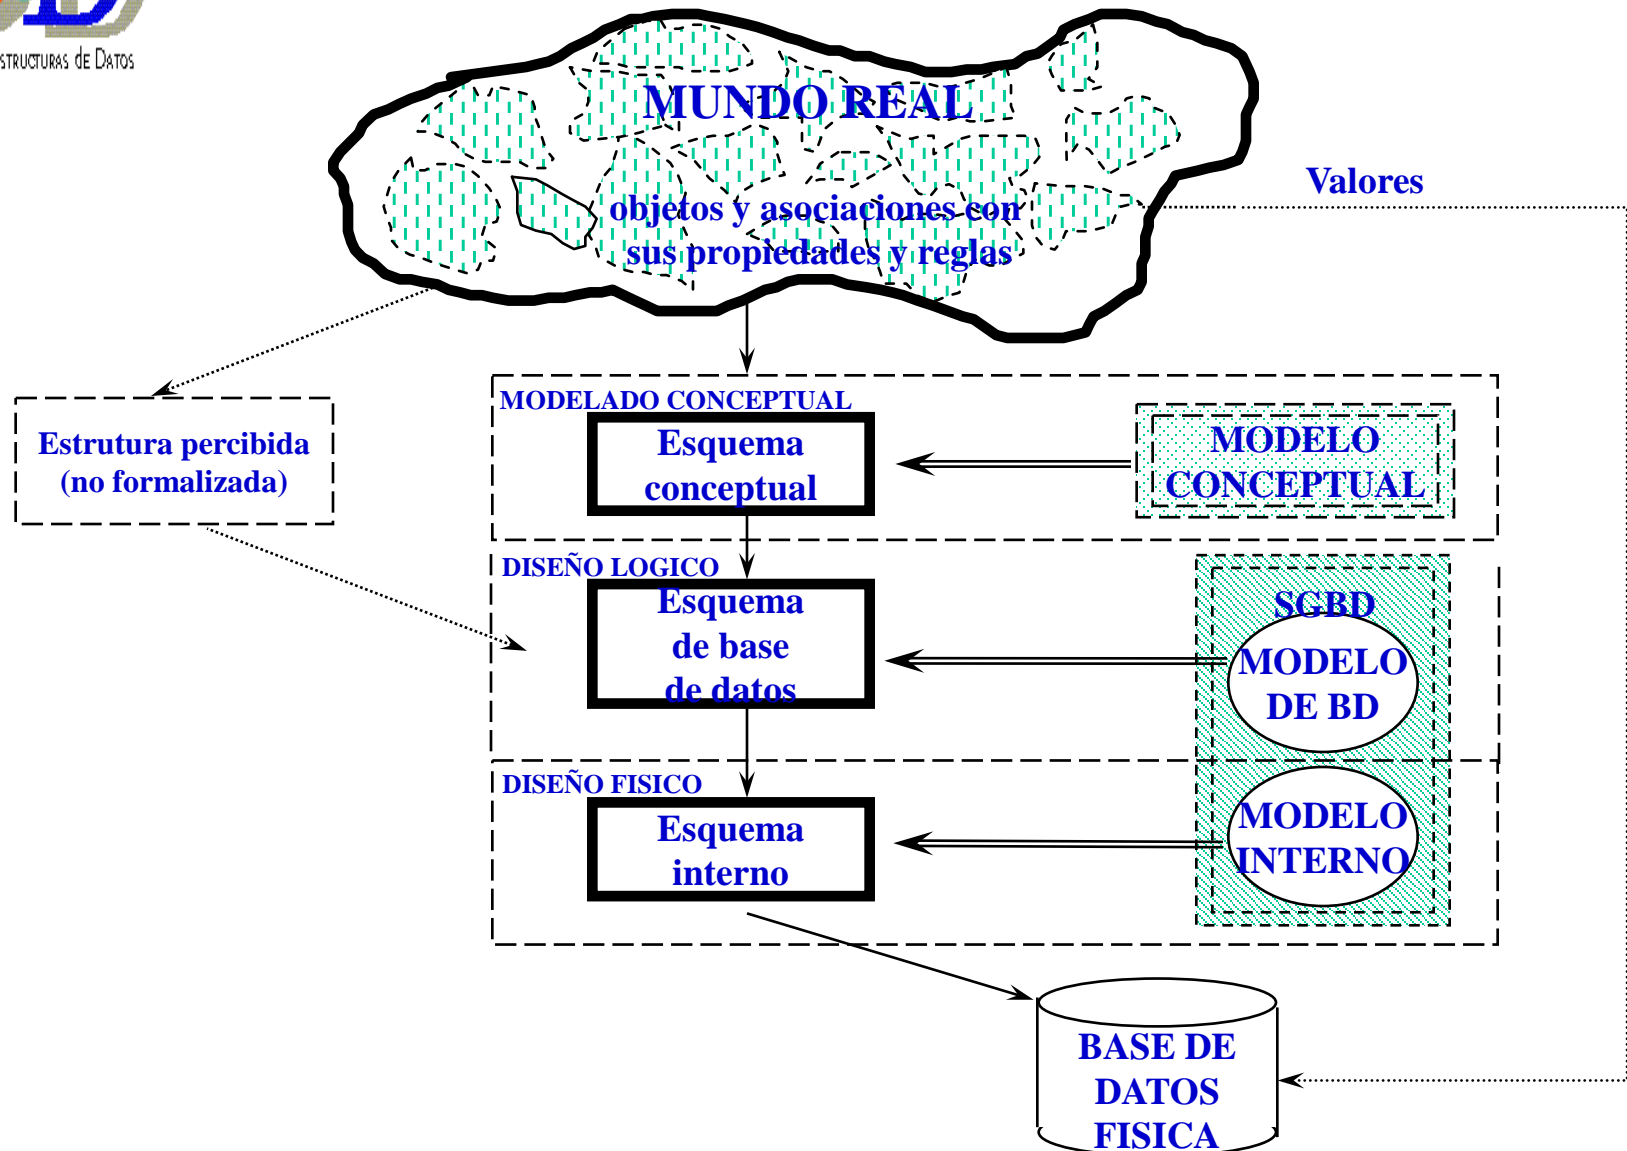 STRUCTURAS dE DATOS
MUNDO REAL
objetos y asociaciones con
sus propiedades y reglas
Valores
Estrutura percibida
(no formalizada)
MODELADO CONCEPTUAL
Esquema
conceptual
MODELO
CONCEPTUAL
DISEÑO LOGICO
Esquema
de base
de datos
SGBD
MODELO
DE BD
DISEÑO FISICO
Esquema
interno
MODELO
INTERNO
BASE DE
DATOS
FISICA